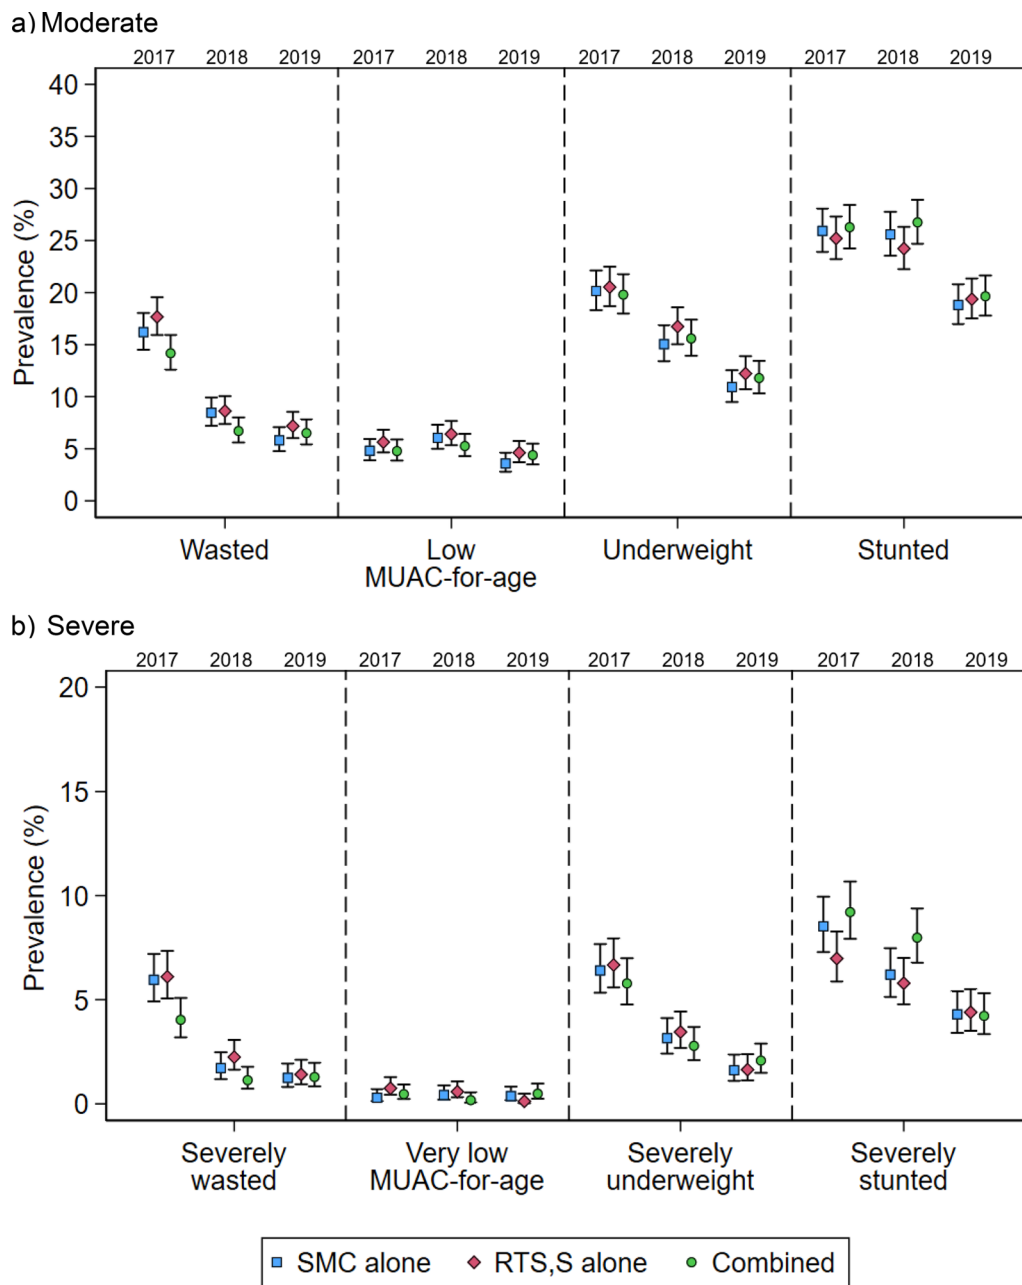 a) Moderate
2017 2018 2019 2017 2018 2019 2017 2018 2019 2017 2018 2019
40
35
30
25
20
15
10
5
0
Prevalence (%)
Wasted Low MUAC-for-age Underweight Stunted
b) Severe
2017 2018 2019 2017 2018 2019 2017 2018 2019 2017 2018 2019
20
15
10
5
0
Prevalence (%)
Severely wasted Very low MUAC-for-age Severely underweight Severely stunted
SMC alone RTS,S alone Combined